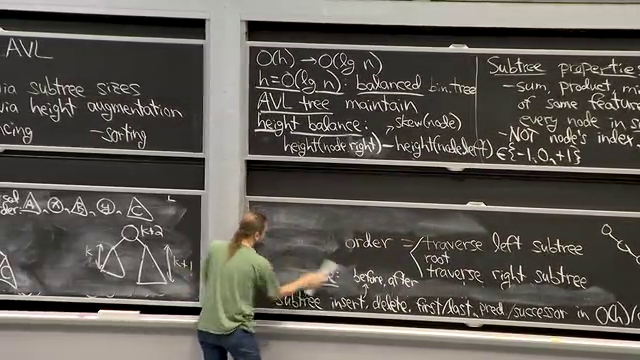 AVL
via subtree sizes
via height augmentation
-sorting
A x B y C
k+2
k
k+1
O(h) → O(lg n)
h=O(lg n): balanced bin.tree
AVL tree maintain
height balance: skew(node)
height(node.right)-height(node.left) ∈{-1,0,+1}
Subtree properties
-sum, product, mi
of some featur
every node in s
-NOT node's index
order = traverse left subtree
root
traverse right subtree
: before, after
subtree insert, delete, first/last, pred./successor in O(h)